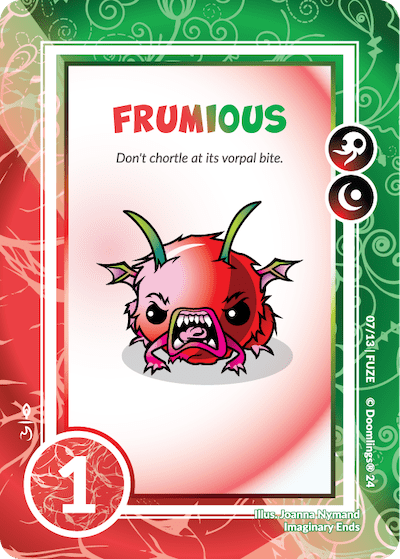 FRUMIOUS
Don't chortle at its vorpal bite.
07/13 | FUZE © Doomlings® 24
1
Illus. Joanna Nymand
Imaginary Ends